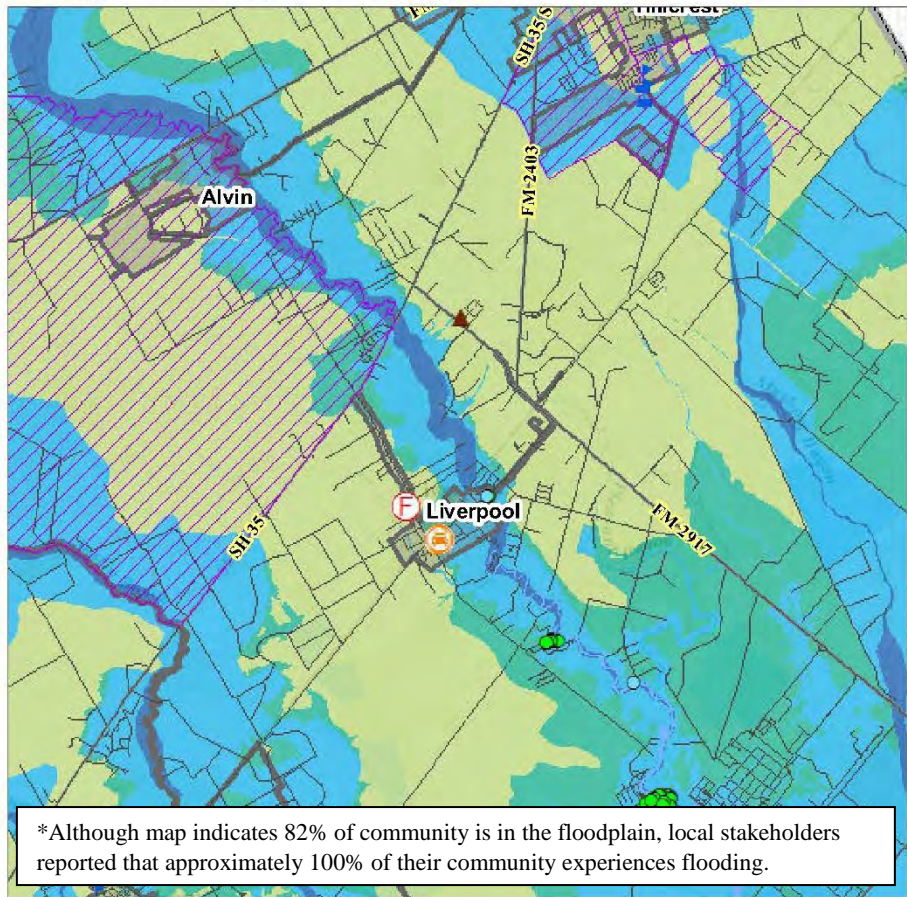 Hillcrest
SH 35 S
FM-2403
Alvin
F
Liverpool
FM-2917
SH-35
*Although map indicates 82% of community is in the floodplain, local stakeholders
reported that approximately 100% of their community experiences flooding.